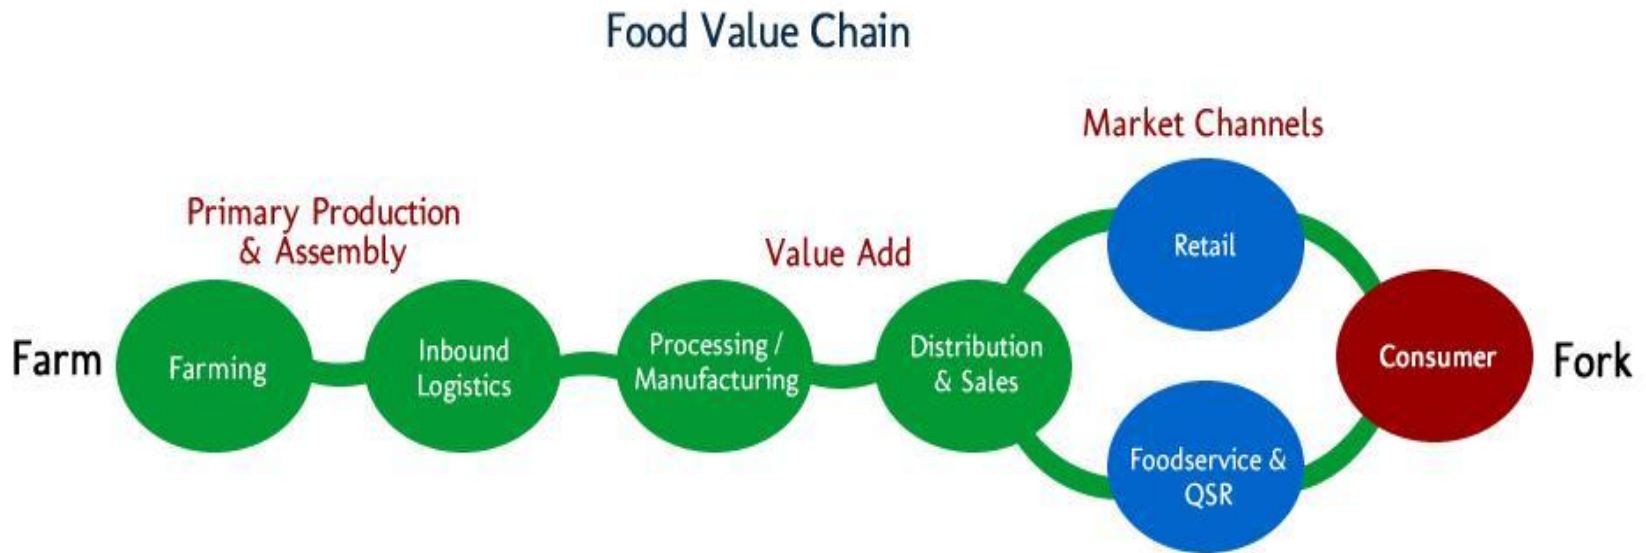 Food Value Chain
Market Channels
Primary Production
& Assembly
Value Add
Retail
Farm
Farming
Inbound
Logistics
Processing /
Manufacturing
Distribution
& Sales
Consumer
Fork
Foodservice &
QSR